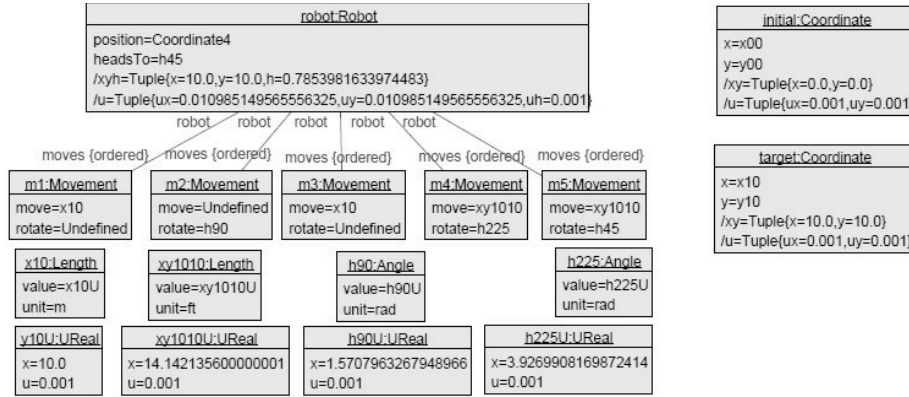 robot:Robot
position=Coordinate4
headsTo=h45
/xyh=Tuple{x=10.0,y=10.0,h=0.7853981633974483}
/u=Tuple{ux=0.010985149565556325,uy=0.010985149565556325,uh=0.001}
initial:Coordinate
x=x00
y=y00
/xy=Tuple{x=0.0,y=0.0}
/u=Tuple{ux=0.001,uy=0.001
robot robot robot robot robot
moves {ordered} moves {ordered} moves {ordered} moves {ordered} moves {ordered}
target:Coordinate
x=x10
y=y10
/xy=Tuple{x=10.0,y=10.0}
/u=Tuple{ux=0.001,uy=0.001}
m1:Movement
move=x10
rotate=Undefined
m2:Movement
move=Undefined
rotate=h90
m3:Movement
move=x10
rotate=Undefined
m4:Movement
move=xy1010
rotate=h225
m5:Movement
move=xy1010
rotate=h45
x10:Length
value=x10U
unit=m
xy1010:Length
value=xy1010U
unit=ft
h90:Angle
value=h90U
unit=rad
h225:Angle
value=h225U
unit=rad
y10U:UReal
x=10.0
u=0.001
xy1010U:UReal
x=14.142135600000001
u=0.001
h90U:UReal
x=1.5707963267948966
u=0.001
h225U:UReal
x=3.9269908169872414
u=0.001